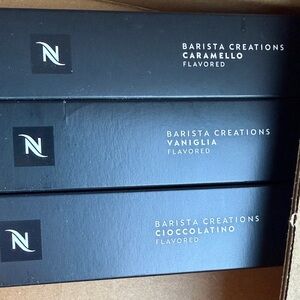 N
BARISTA CREATIONS
CARAMELLO
FLAVORED
N
BARISTA CREATIONS
VANIGLIA
FLAVORED
N
BARISTA CREATIONS
CIOCCOLATINO
FLAVORED